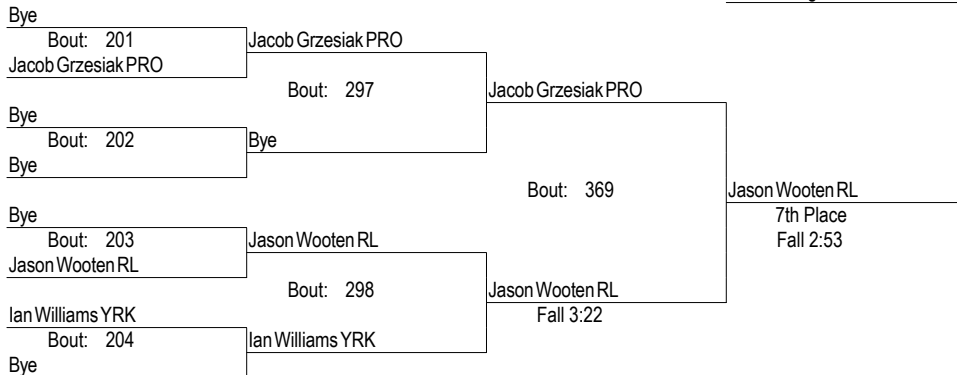 Bye
Bout: 201
Jacob Grzesiak PRO
Jacob Grzesiak PRO
Bout: 297
Jacob Grzesiak PRO
Bye
Bout: 202
Bye
Bye
Bout: 369
Jason Wooten RL
7th Place
Fall 2:53
Bye
Bout: 203
Jason Wooten RL
Jason Wooten RL
Bout: 298
Jason Wooten RL
Fall 3:22
Ian Williams YRK
Bout: 204
Ian Williams YRK
Bye